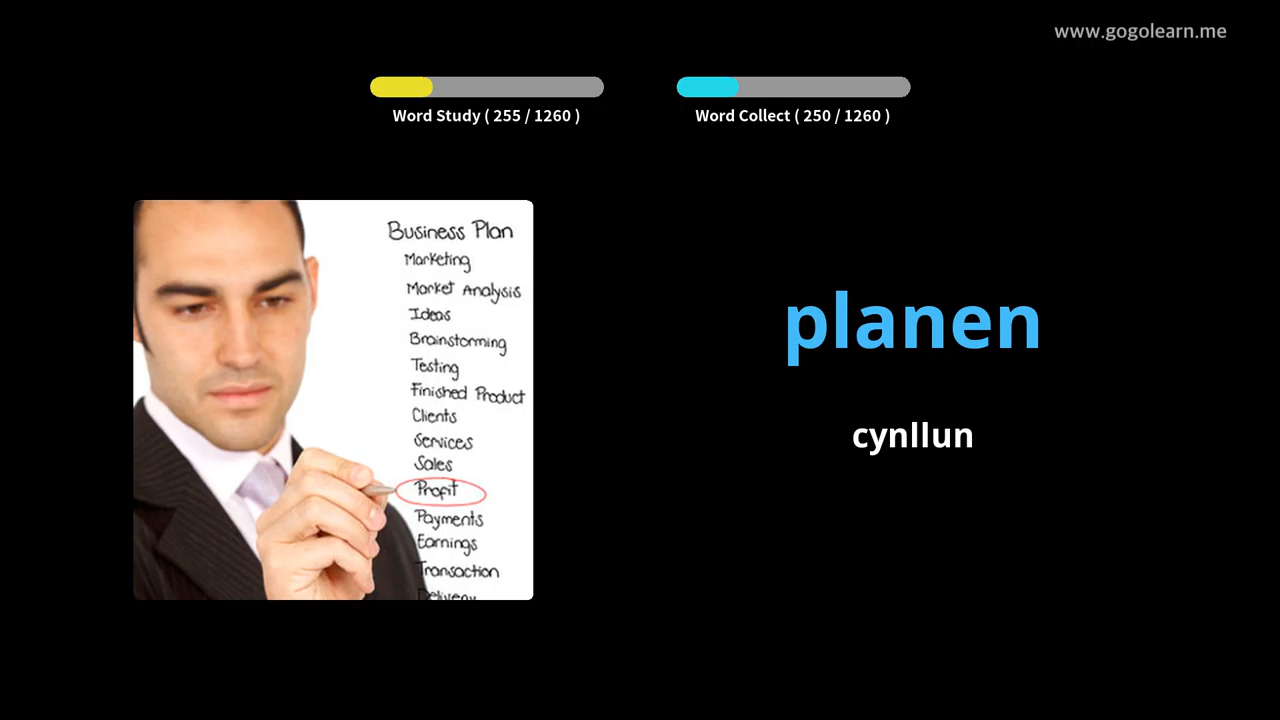 www.gogolearn.me
Word Study ( 255 / 1260 )
Word Collect ( 250 / 1260 )
Business Plan
Marketing
Market Analysis
Ideas
Brainstorming
Testing
Finished Product
Clients
Services
Sales
Profit
Payments
Earnings
Transaction
Delivery
planen
cynllun